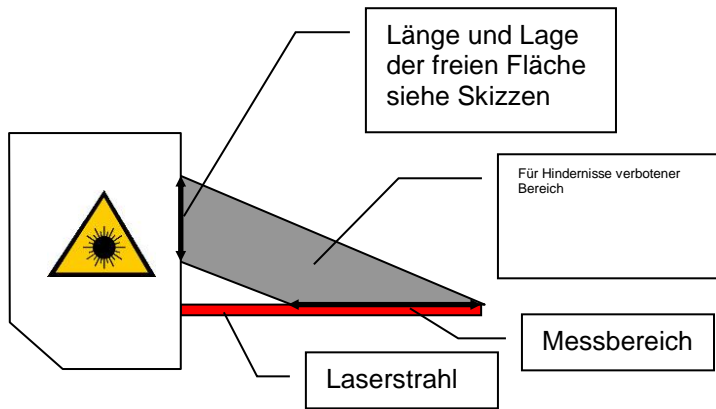 Länge und Lage
der freien Fläche
siehe Skizzen
Für Hindernisse verbotener
Bereich
Messbereich
Laserstrahl